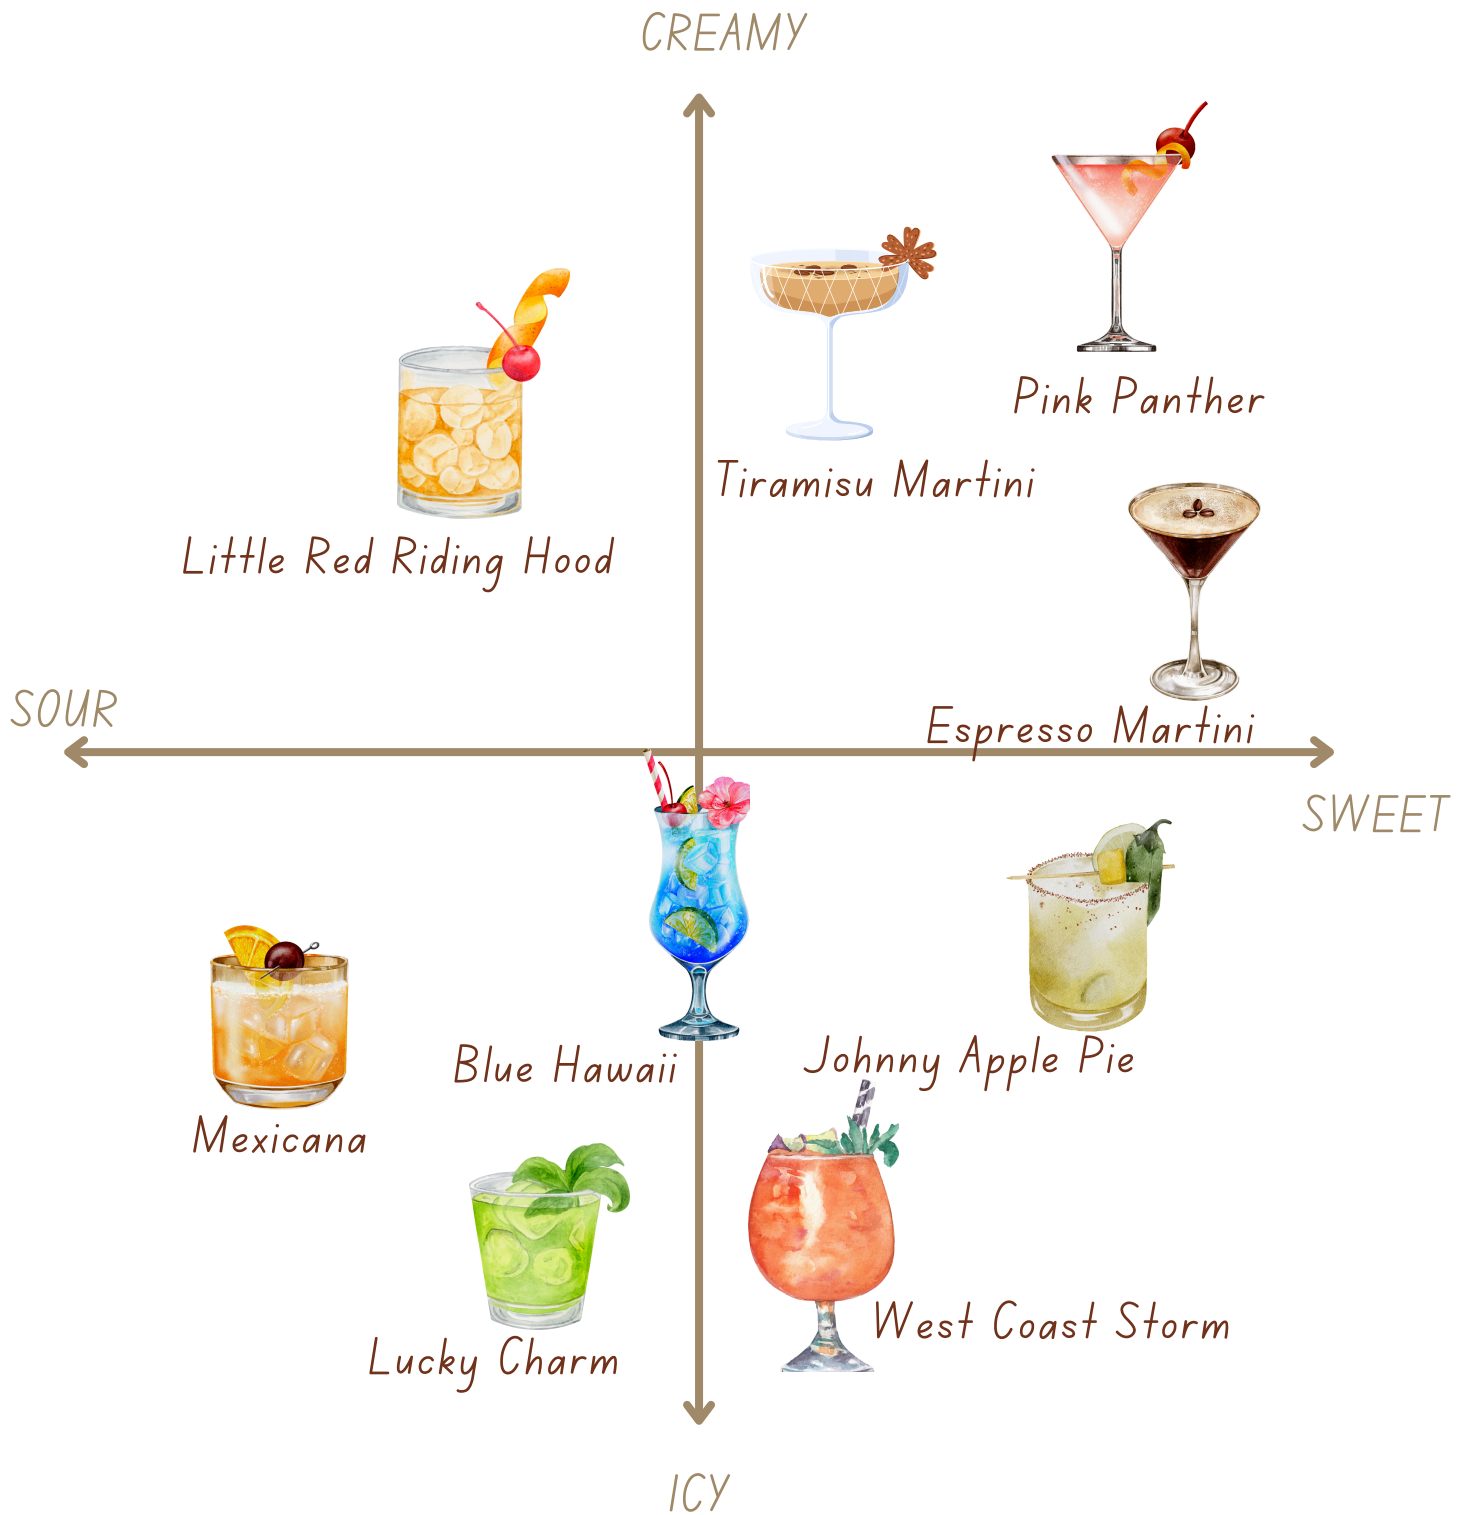 CREAMY
Pink Panther
Tiramisu Martini
Little Red Riding Hood
SOUR
Espresso Martini
SWEET
Blue Hawaii
Johnny Apple Pie
Mexicana
West Coast Storm
Lucky Charm
ICY